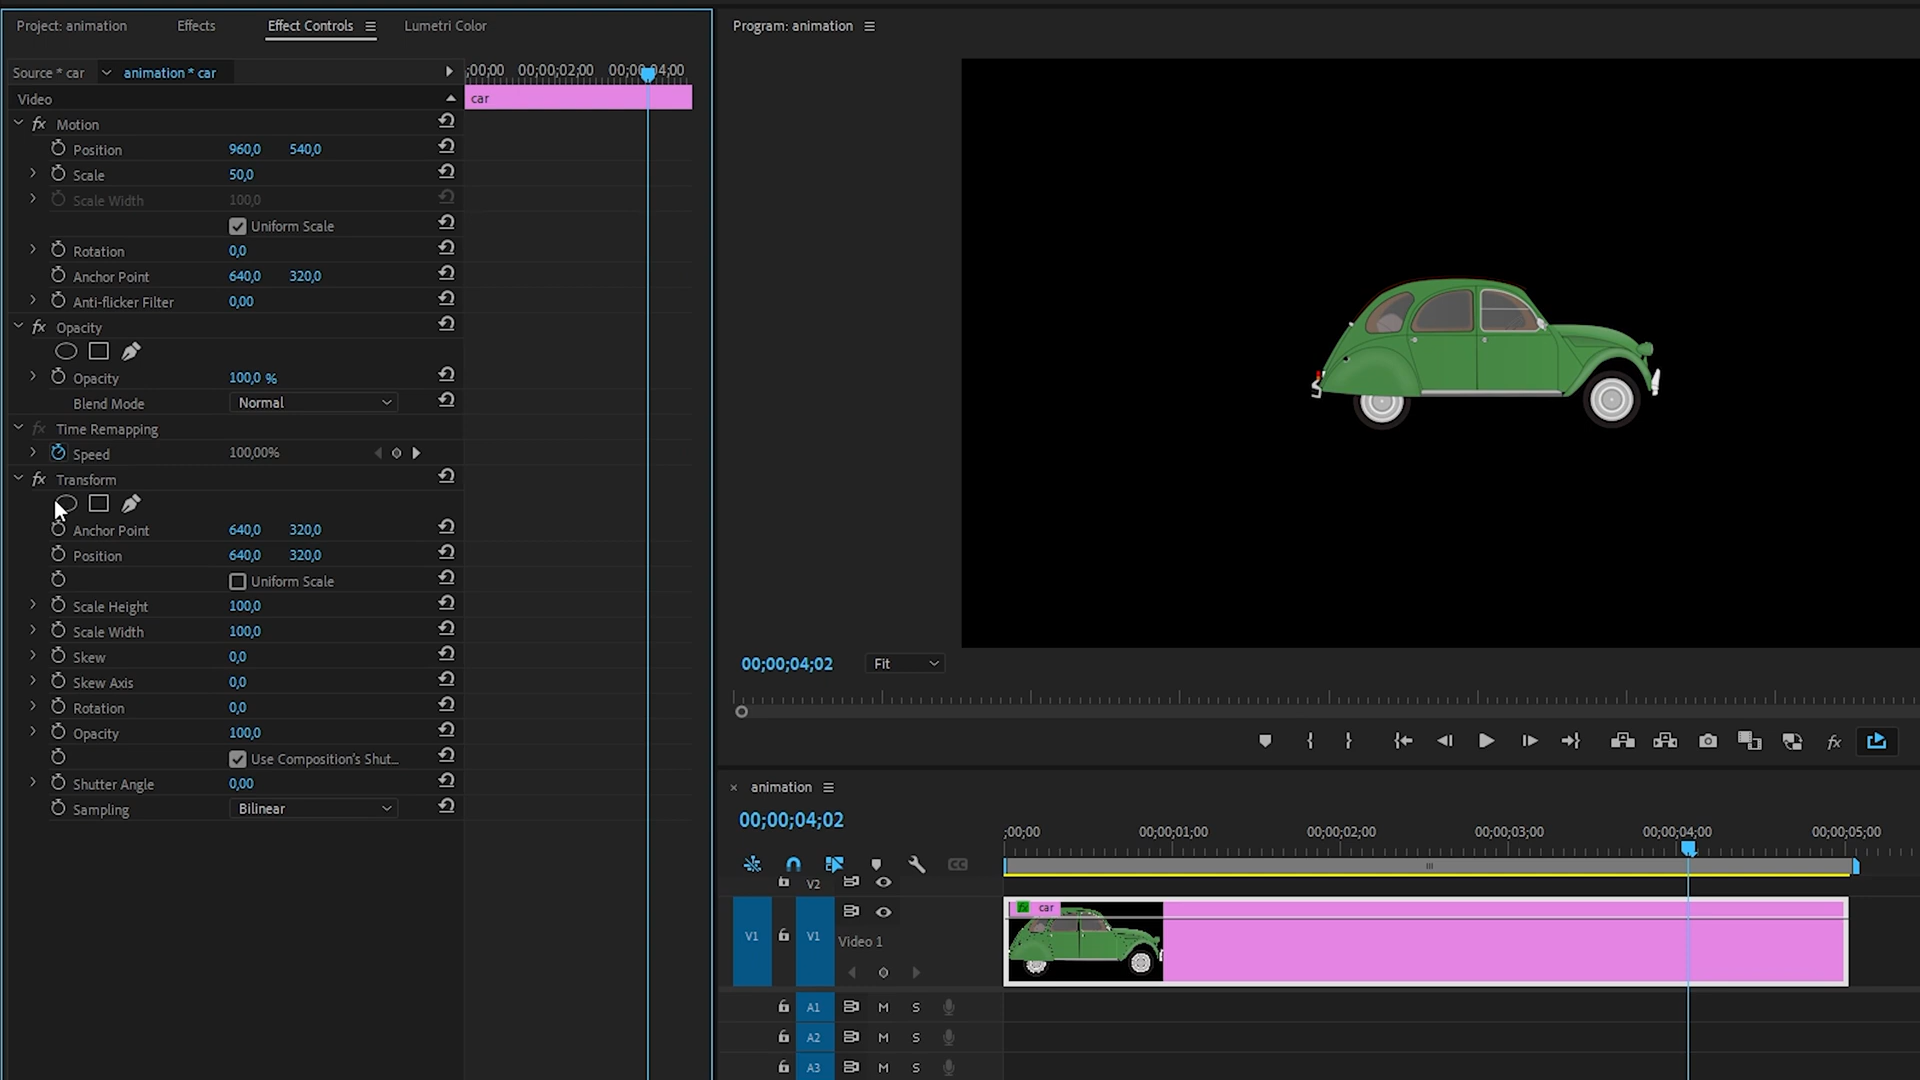 Project: animation
Effects
Effect Controls
Lumetri Color
Source * car
animation * car
;00;00
00;00;02;00
00;00;04;00
Video
car
fx Motion
Position 960,0 540,0
Scale 50,0
Scale Width 100,0
Uniform Scale
Rotation 0,0
Anchor Point 640,0 320,0
Anti-flicker Filter 0,00
fx Opacity
Opacity 100,0 %
Blend Mode Normal
fx Time Remapping
Speed 100,00%
fx Transform
Anchor Point 640,0 320,0
Position 640,0 320,0
Uniform Scale
Scale Height 100,0
Scale Width 100,0
Skew 0,0
Skew Axis 0,0
Rotation 0,0
Opacity 100,0
Use Composition's Shut...
Shutter Angle 0,00
Sampling Bilinear
Program: animation
00;00;04;02
Fit
fx
× animation
00;00;04;02
;00;00
00;00;01;00
00;00;02;00
00;00;03;00
00;00;04;00
00;00;05;00
CC
V2
fx car
V1 V1 Video 1
A1 M S
A2 M S
A3 M S